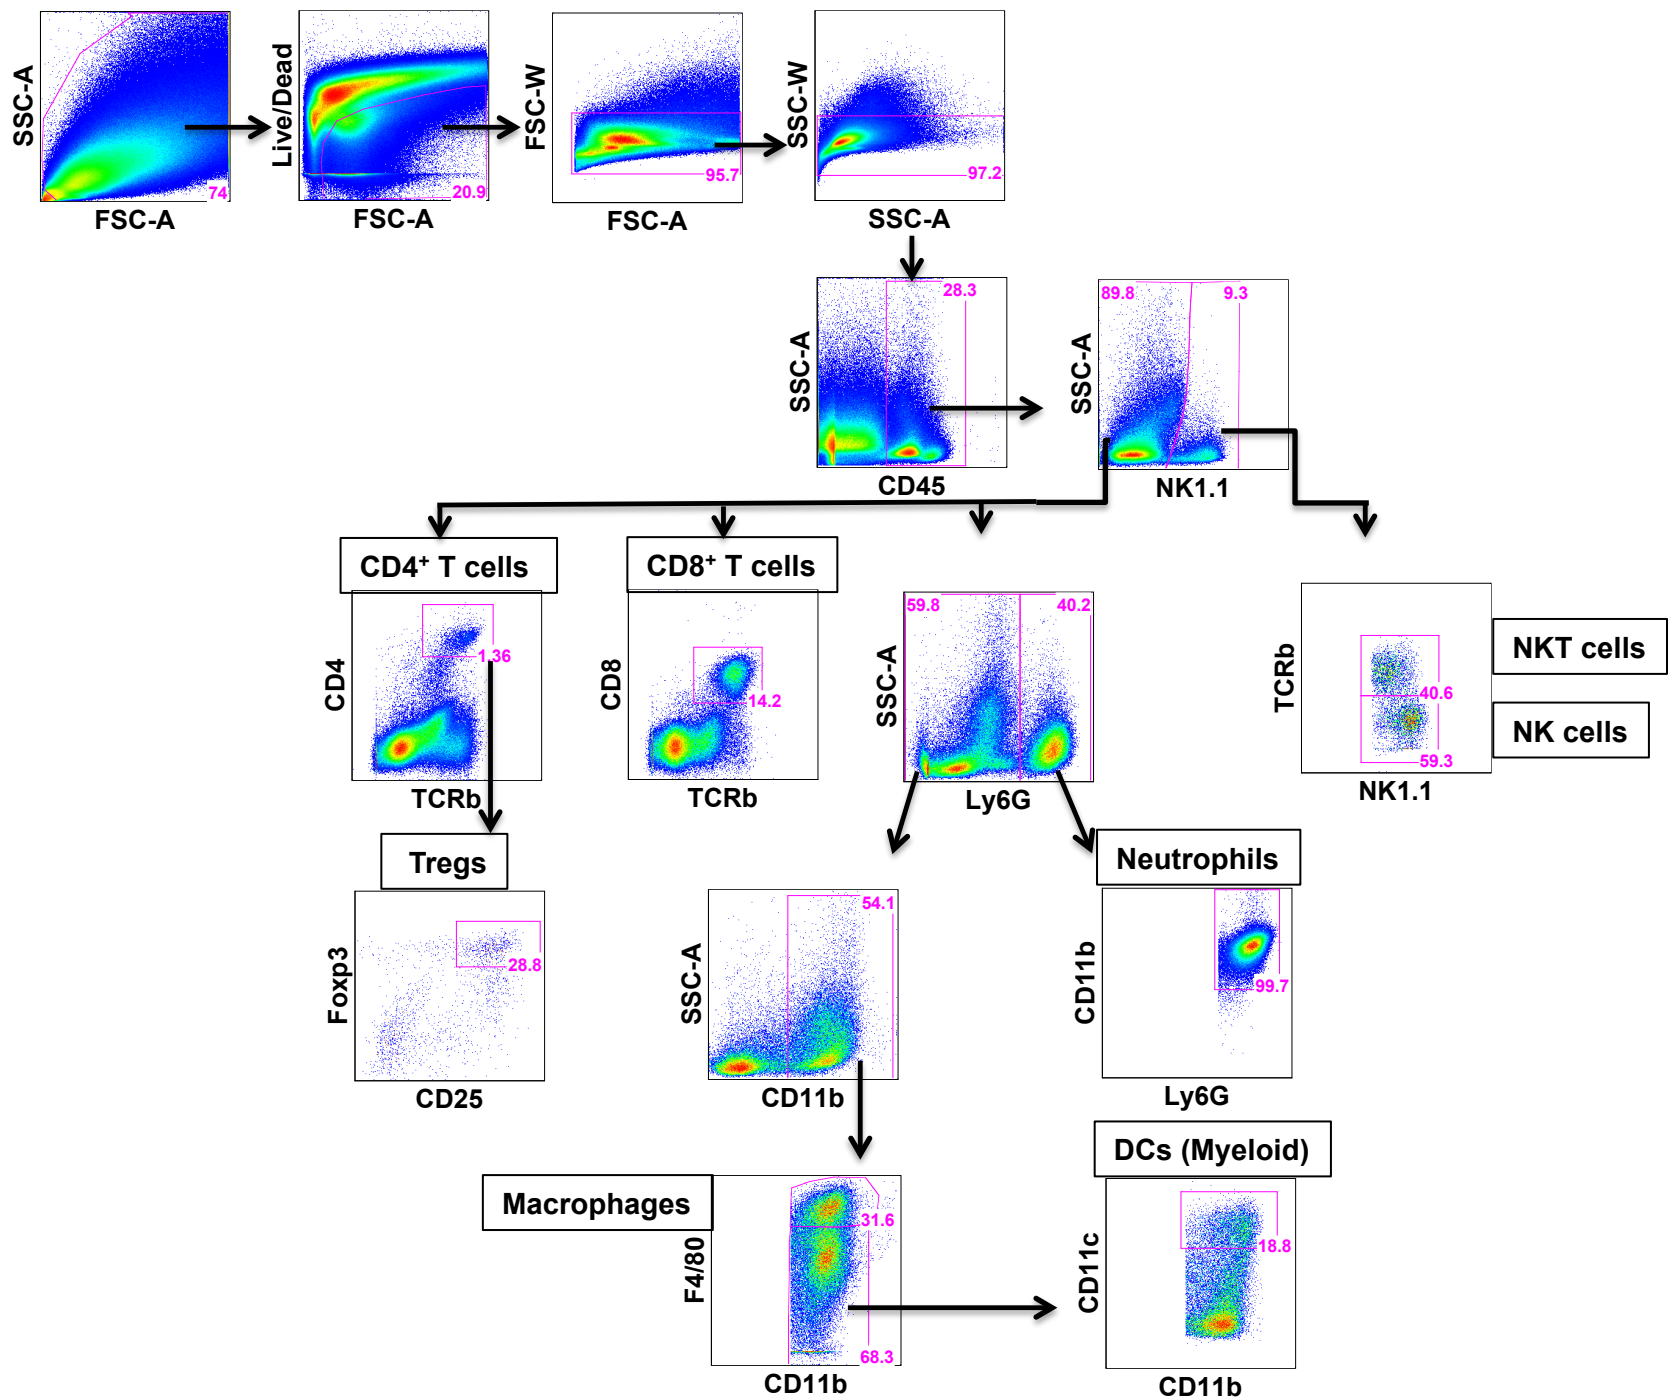 SSC-A
74
FSC-A
Live/Dead
20.9
FSC-A
FSC-W
95.7
FSC-A
SSC-W
97.2
SSC-A
SSC-A
28.3
CD45
SSC-A
89.8
9.3
NK1.1
CD4⁺ T cells
CD4
1.36
TCRb
CD8⁺ T cells
CD8
14.2
TCRb
SSC-A
59.8
40.2
Ly6G
TCRb
40.6
59.3
NK1.1
NKT cells
NK cells
Tregs
Foxp3
28.8
CD25
SSC-A
54.1
CD11b
Neutrophils
CD11b
99.7
Ly6G
Macrophages
F4/80
31.6
68.3
CD11b
DCs (Myeloid)
CD11c
18.8
CD11b